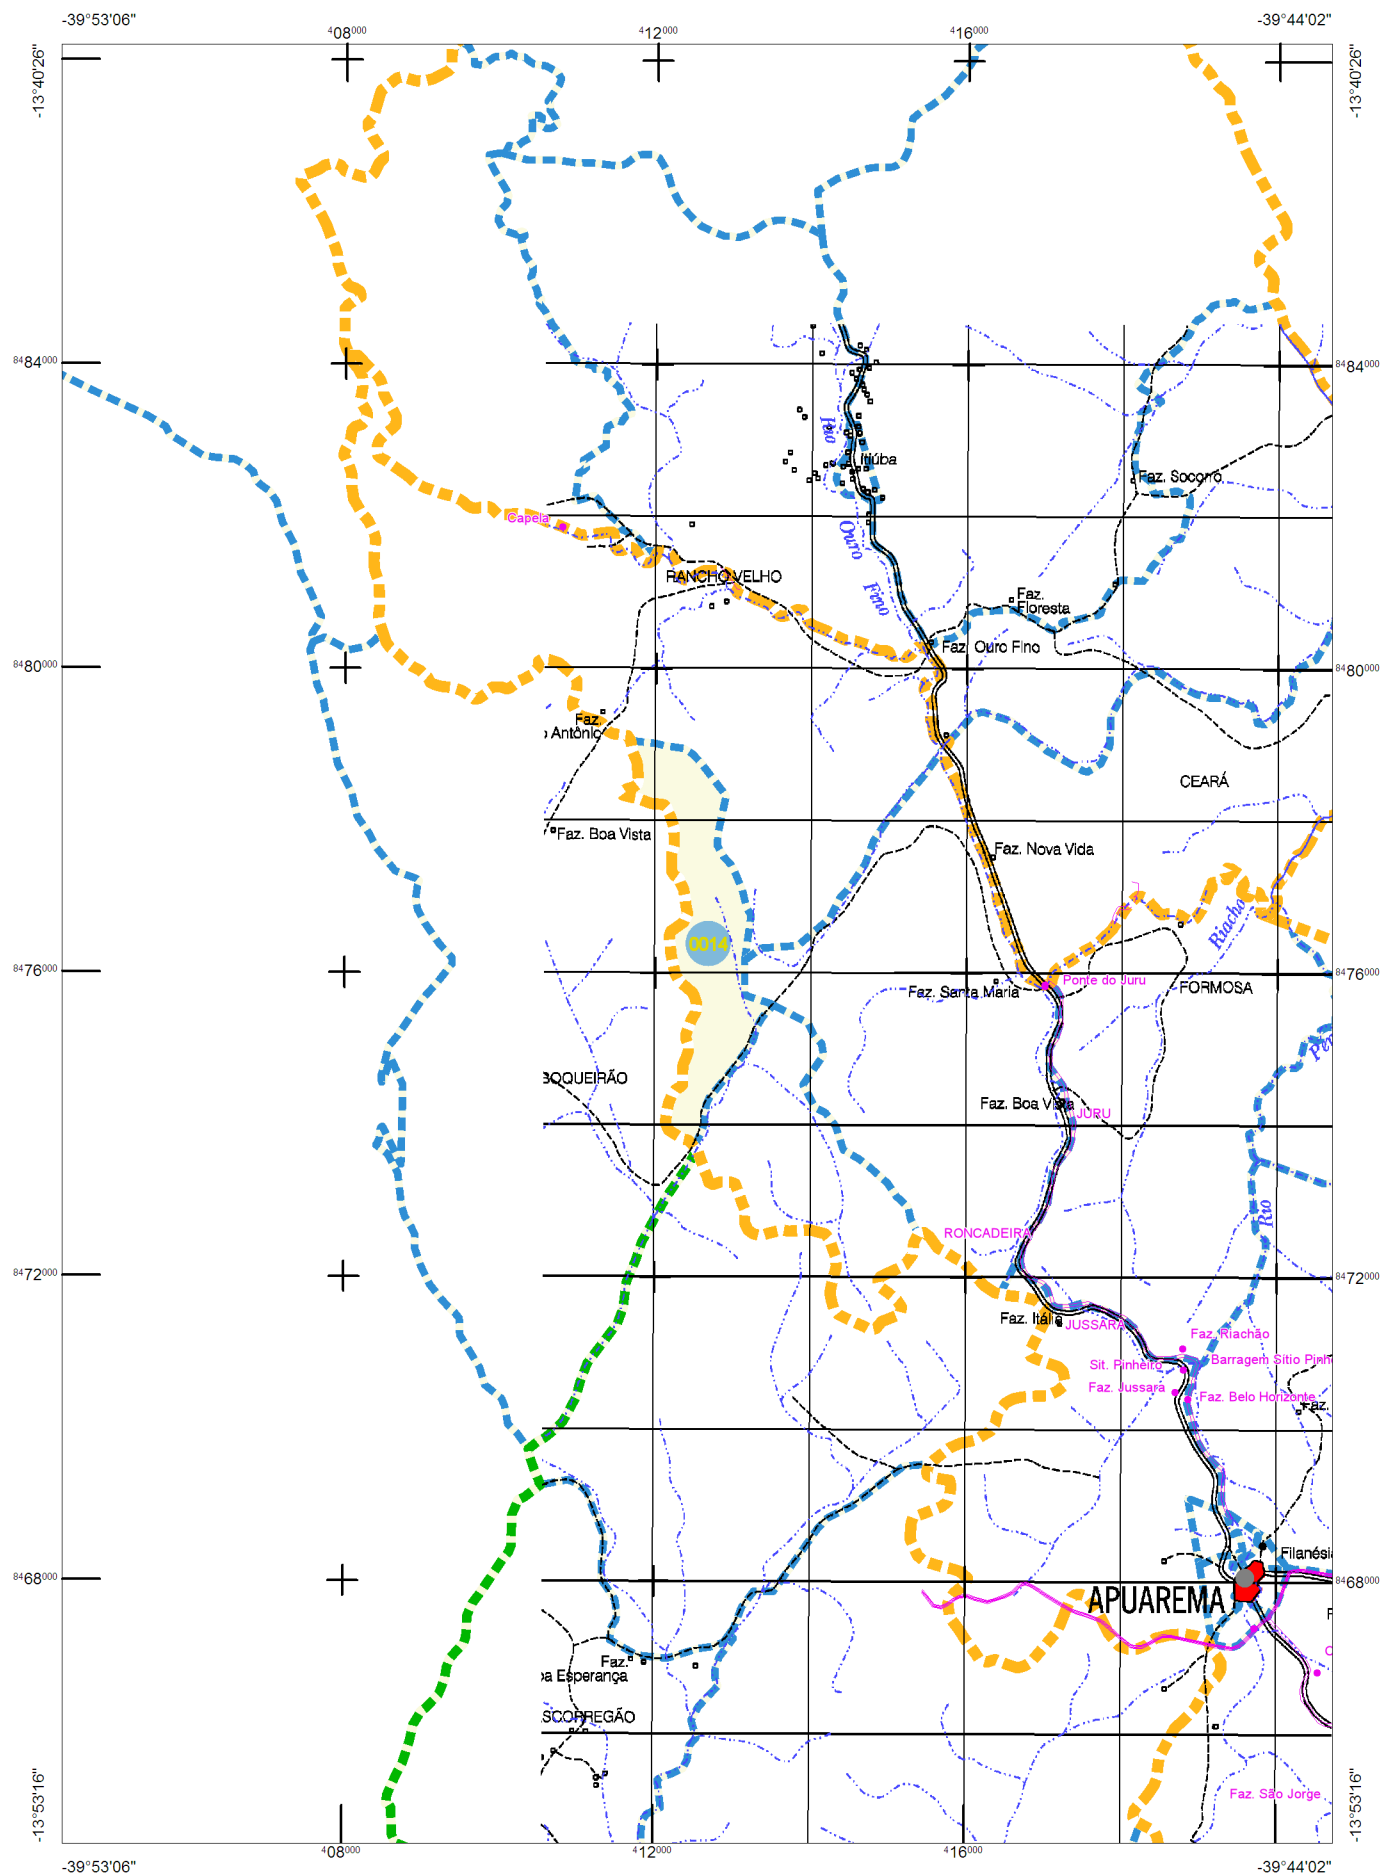 -39°53'06"
-39°44'02"
408000
412000
416000
-13°40'26"
-13°40'26"
8484000
8484000
Rio
Itiúba
Faz. Socorro
Capela
Ouro
RANCHO VELHO
Fino
Faz.
Floresta
Faz. Ouro Fino
8480000
8480000
Faz.
o Antônio
CEARÁ
Faz. Boa Vista
Faz. Nova Vida
Riacho
0014
8476000
8476000
Ponte do Juru
Faz. Santa Maria
FORMOSA
BOQUEIRÃO
Faz. Boa Vista
JURU
Rio
RONCADEIRA
8472000
8472000
Faz. Itália
JUSSARA
Faz. Riachão
Sit. Pinheiro
Barragem Sítio Pinh
Faz. Jussara
Faz. Belo Horizonte
Faz.
Filanésia
8468000
8468000
APUAREMA
F
Faz.
oa Esperança
SCORREGÃO
Faz. São Jorge
-13°53'16"
-13°53'16"
408000
412000
416000
-39°53'06"
-39°44'02"